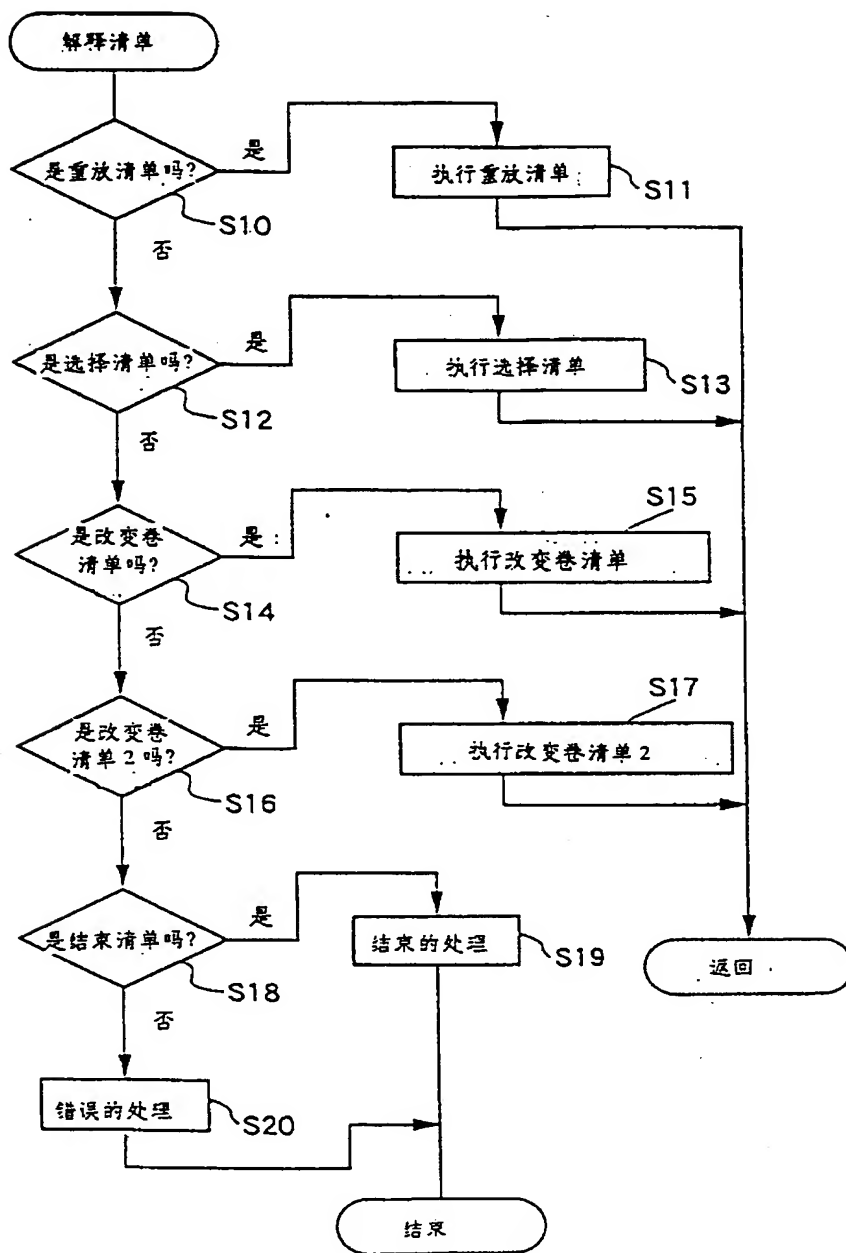 解释清单
是重放清单吗?
是
执行重放清单
S11
S10
否
是选择清单吗?
是
执行选择清单
S13
S12
否
是改变卷
清单吗?
是
S15
执行改变卷清单
S14
否
是改变卷
清单2吗?
是
S17
执行改变卷清单2
S16
否
是结束清单吗?
是
结束的处理
S19
返回
S18
否
错误的处理
S20
结束